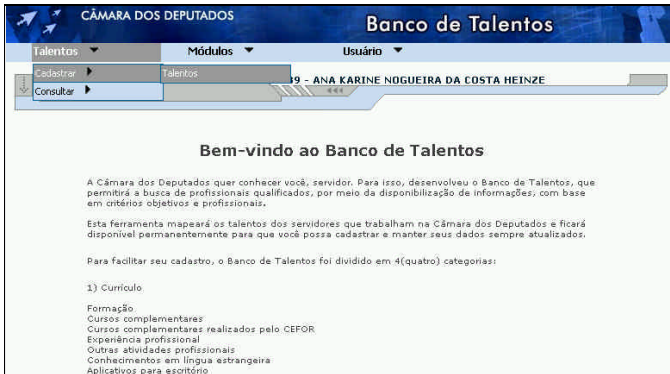 CÂMARA DOS DEPUTADOS
Banco de Talentos
Talentos Módulos Usuário
Cadastrar Talentos
39 - ANA KARINE NOGUEIRA DA COSTA HEINZE
Consultar
Bem-vindo ao Banco de Talentos
A Câmara dos Deputados quer conhecer você, servidor. Para isso, desenvolveu o Banco de Talentos, que
permitirá a busca de profissionais qualificados, por meio da disponibilização de informações, com base
em critérios objetivos e profissionais.
Esta ferramenta mapeará os talentos dos servidores que trabalham na Câmara dos Deputados e ficará
disponível permanentemente para que você possa cadastrar e manter seus dados sempre atualizados.
Para facilitar seu cadastro, o Banco de Talentos foi dividido em 4(quatro) categorias:
1) Currículo
Formação
Cursos complementares
Cursos complementares realizados pelo CEFOR
Experiência profissional
Outras atividades profissionais
Conhecimentos em língua estrangeira
Aplicativos para escritório